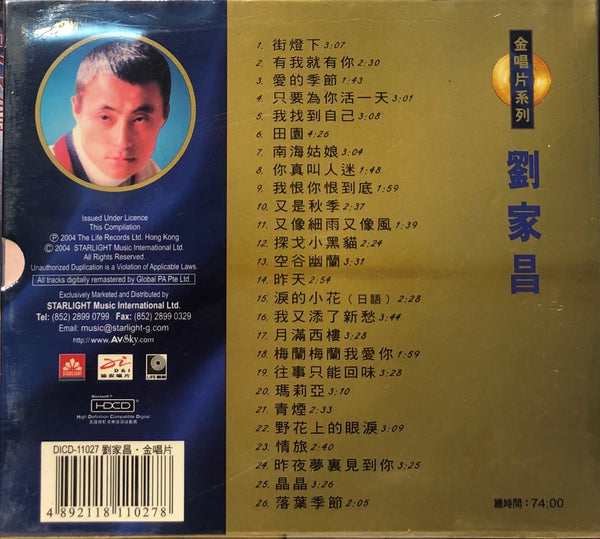 1. 街燈下 3:07
2. 有我就有你 2:30
3. 愛的季節 1:43
4. 只要為你活一天 3:01
5. 我找到自己 3:08
6. 田園 4:26
7. 南海姑娘 3:04
8. 你真叫人迷 1:48
9. 我恨你恨到底 1:59
10. 又是秋季 2:37
11. 又像細雨又像風 1:39
12. 探戈小黑貓 2:24
13. 空谷幽蘭 3:31
14. 昨天 2:54
15. 淚的小花（日語）2:28
16. 我又添了新愁 3:44
17. 月滿西樓 3:28
18. 梅蘭梅蘭我愛你 1:59
19. 往事只能回味 3:28
20. 瑪莉亞 3:10
21. 青煙 2:33
22. 野花上的眼淚 3:09
23. 情旅 2:40
24. 昨夜夢裏見到你 3:25
25. 晶晶 3:26
26. 落葉季節 2:05
總時間：74:00
金唱片系列
劉家昌
Issued Under Licence
This Compilation
Ⓟ 2004 The Life Records Ltd. Hong Kong
© 2004 STARLIGHT Music International Ltd.
All Rights Reserved.
Unauthorized Duplication is a Violation of Applicable Laws.
All tracks digitally remastered by Global PA Pte Ltd
Exclusively Marketed and Distributed by
STARLIGHT Music International Ltd.
Tel: (852) 2899 0799 Fax: (852) 2899 0329
Email: music@starlight-g.com
http://www.AvSky.com
STARLIGHT
D&I
LIFE
Microsoft
HDCD
High Definition Compatible Digital
DICD-11027 劉家昌·金唱片
4 892118 110278